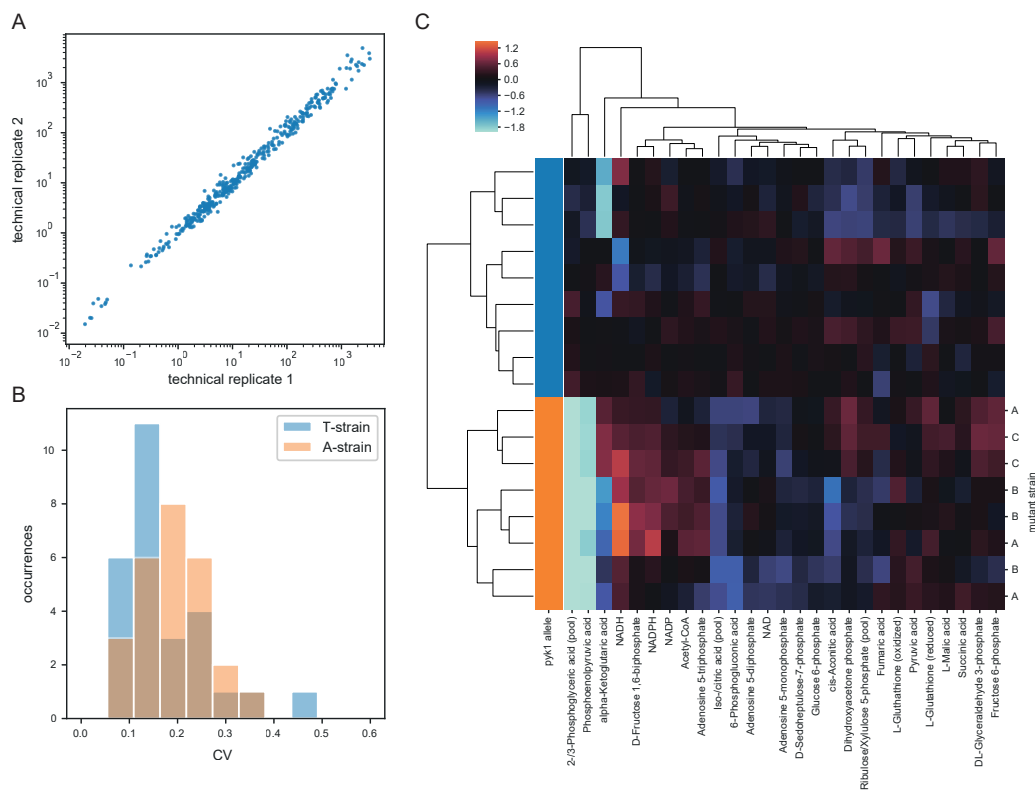 A
technical replicate 2
10^3
10^2
10^1
10^0
10^−1
10^−2
10^−2
10^−1
10^0
10^1
10^2
10^3
technical replicate 1
B
T-strain
A-strain
occurrences
10
8
6
4
2
0
0.0
0.1
0.2
0.3
0.4
0.5
0.6
CV
C
1.2
0.6
0.0
−0.6
−1.2
−1.8
A
C
C
B
B
A
B
A
mutant strain
pyk1 allele
2-/3-Phosphoglyceric acid (pool)
Phosphoenolpyruvic acid
alpha-Ketoglutaric acid
NADH
D-Fructose 1,6-biphosphate
NADPH
NADP
Acetyl-CoA
Adenosine 5-triphosphate
Iso-/citric acid (pool)
6-Phosphogluconic acid
Adenosine 5-diphosphate
NAD
Adenosine 5-monophosphate
D-Sedoheptulose-7-phosphate
Glucose 6-phosphate
cis-Acontitic acid
Dihydroxyacetone phosphate
Ribulose/Xylulose 5-phosphate (pool)
Fumaric acid
L-Gluthathione (oxidized)
Pyruvic acid
L-Glutathione (reduced)
L-Malic acid
Succinic acid
DL-Glyceraldehyde 3-phosphate
Fructose 6-phosphate